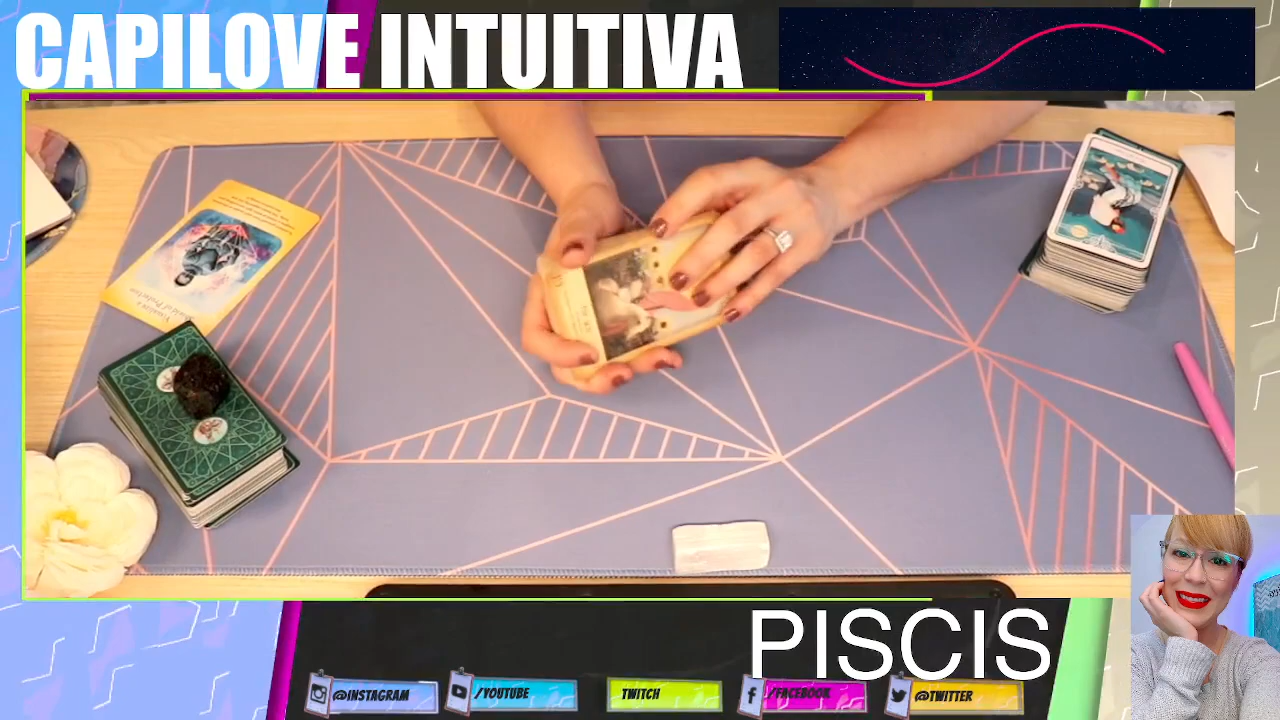 CAPILOVE INTUITIVA
PISCIS
@INSTAGRAM
/YOUTUBE
TWITCH
/FACEBOOK
@TWITTER